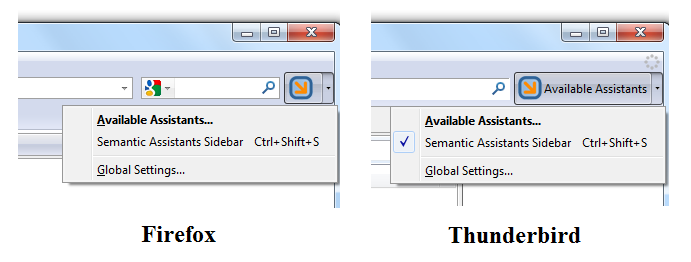 Available Assistants...
Semantic Assistants Sidebar Ctrl+Shift+S
Global Settings...
Firefox
Available Assistants
Available Assistants...
Semantic Assistants Sidebar Ctrl+Shift+S
Global Settings...
Thunderbird